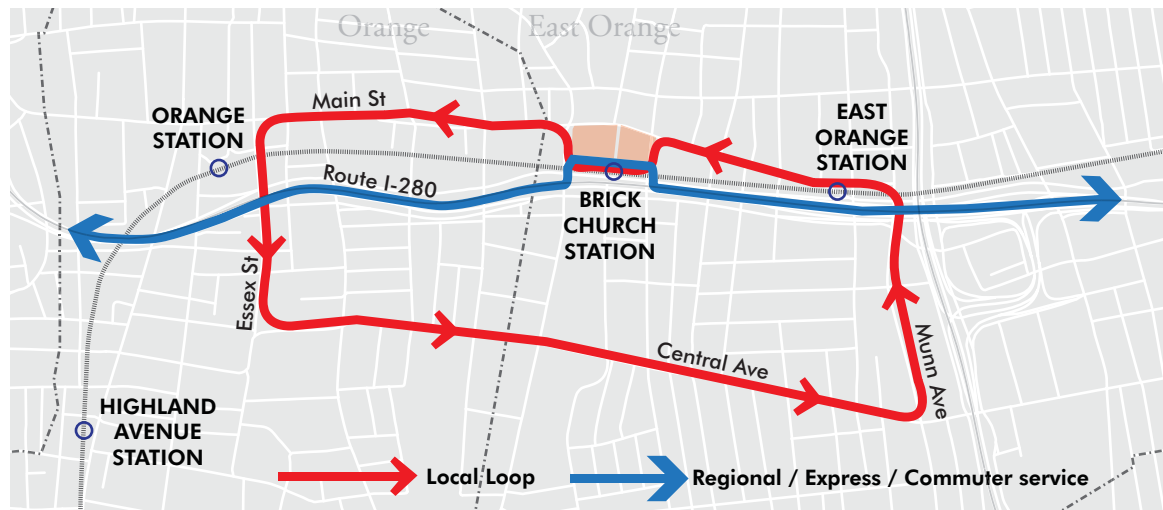 Orange
East Orange
Main St
ORANGE
STATION
EAST
ORANGE
STATION
Route I-280
BRICK
CHURCH
STATION
Essex St
Central Ave
Munn Ave
HIGHLAND
AVENUE
STATION
Local Loop
Regional / Express / Commuter service